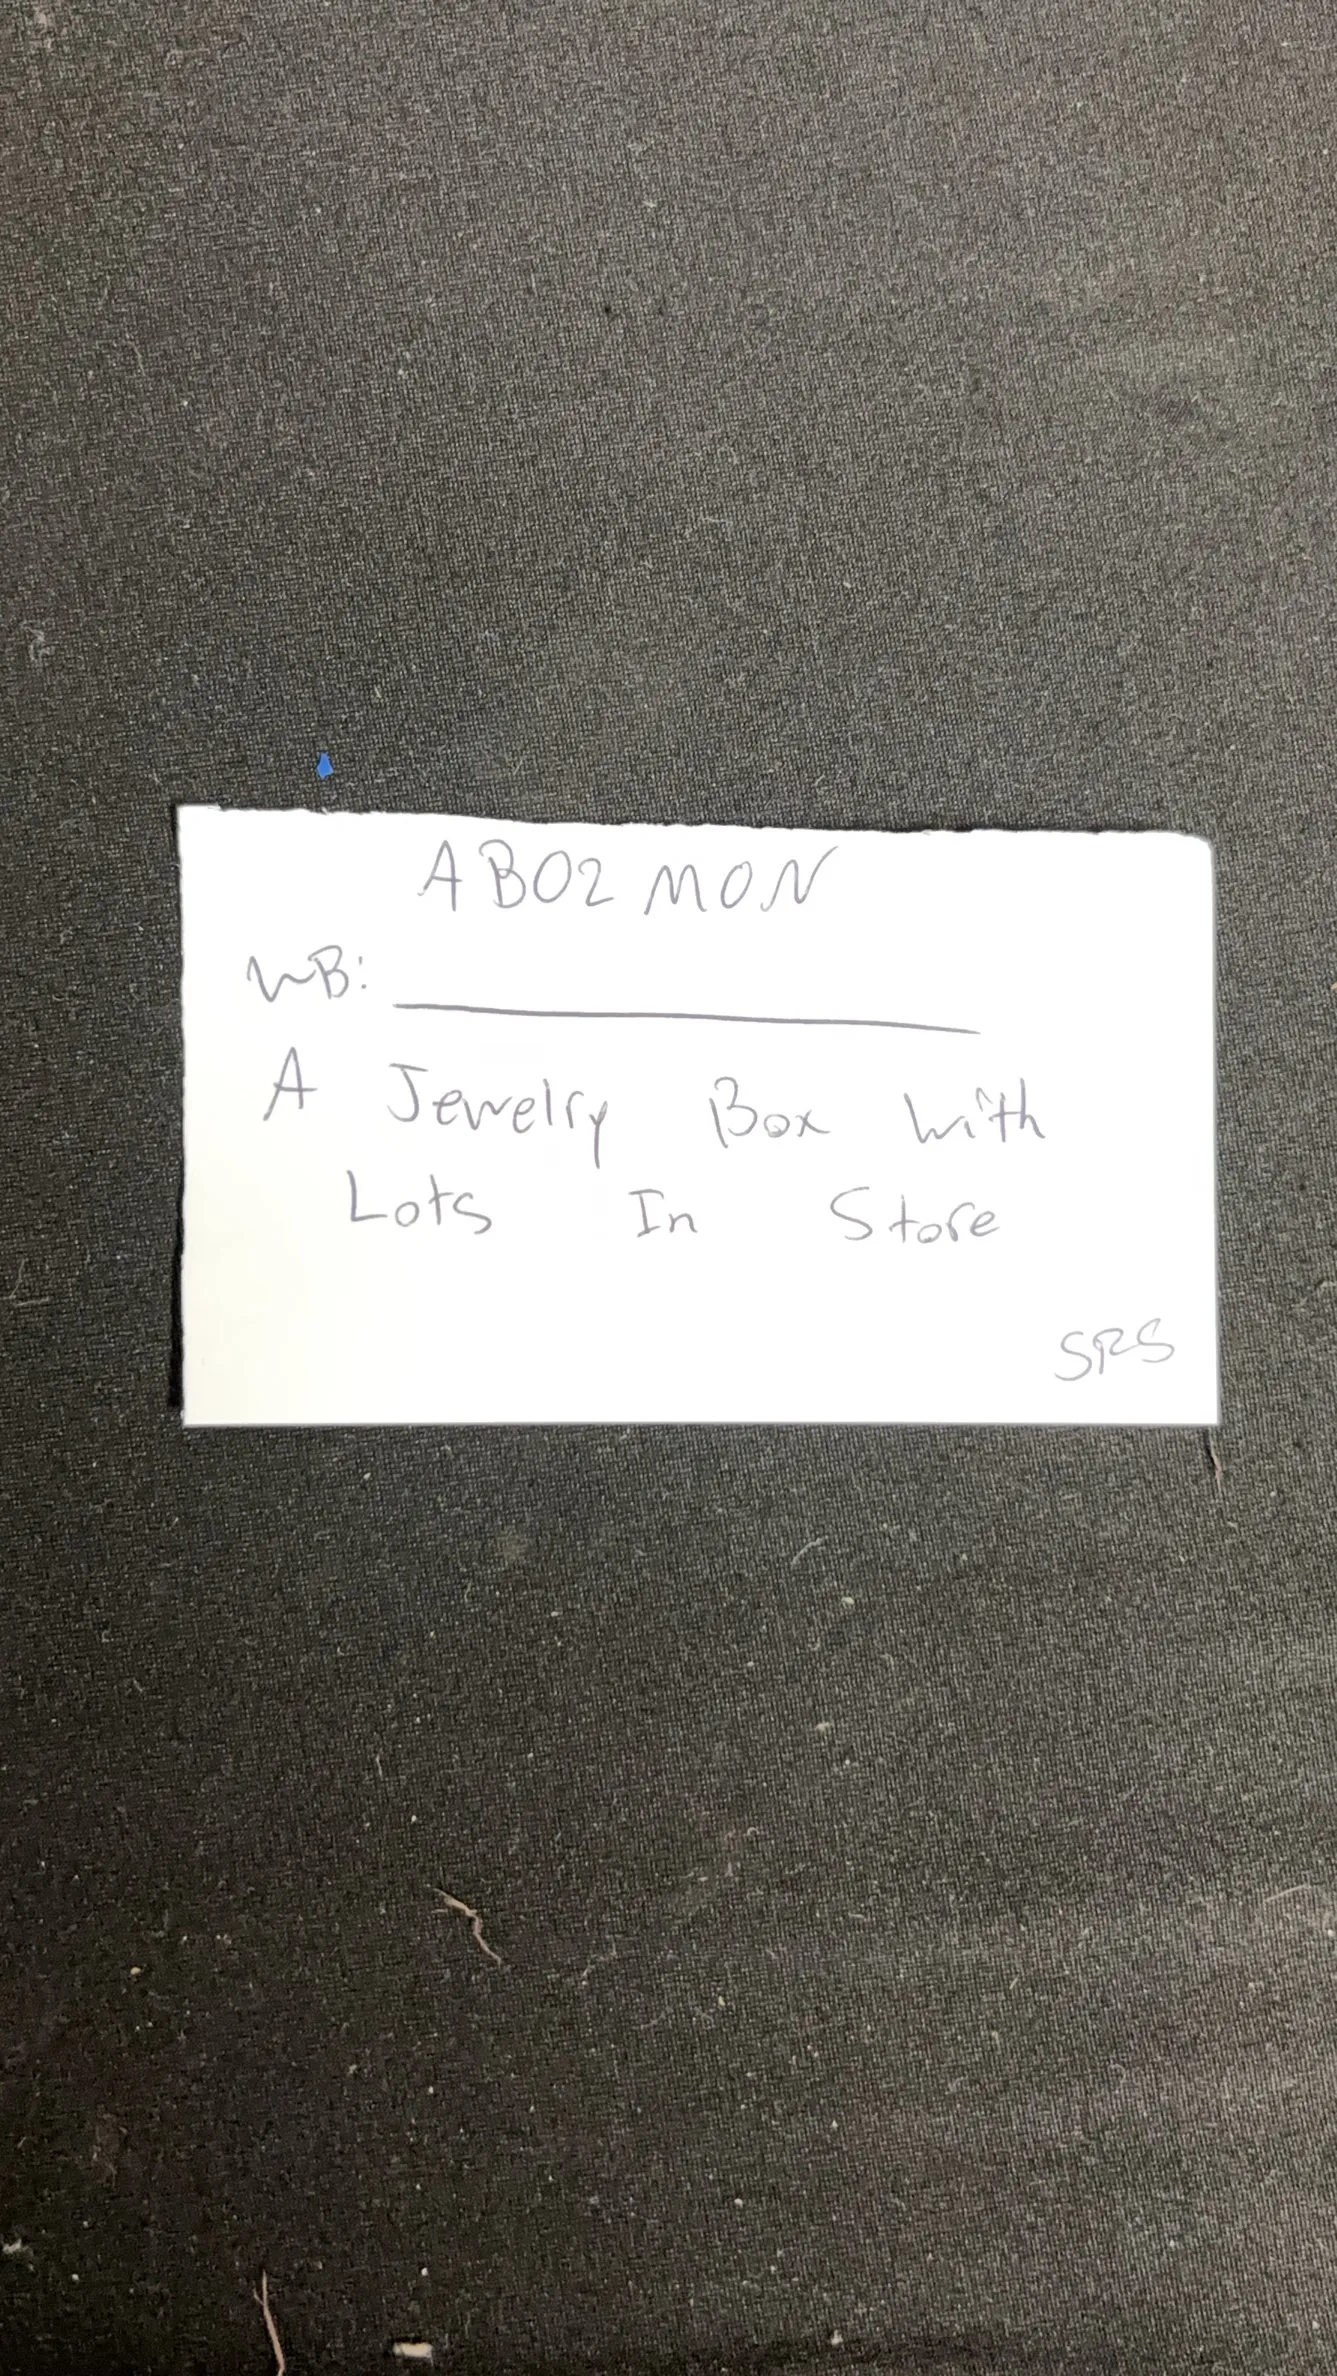 AB02 MON
WB:
A Jewelry Box With
Lots In Store
SRS